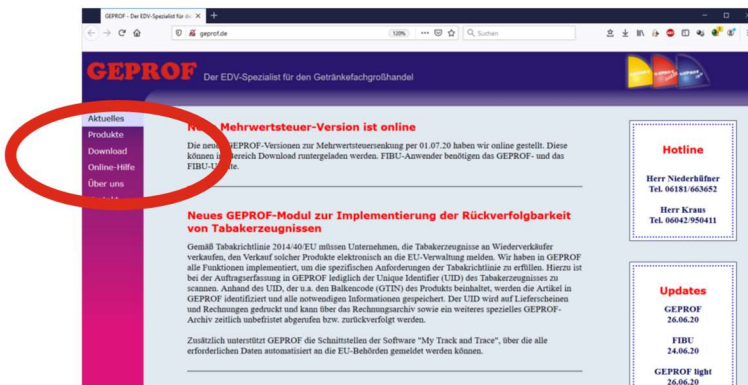 GEPROF - Der EDV-Spezialist für de
geprof.de
120%
Suchen
GEPROF Der EDV-Spezialist für den Getränkefachgroßhandel
Aktuelles
Produkte
Download
Online-Hilfe
Über uns
Mehrwertsteuer-Version ist online
Die GEPROF-Versionen zur Mehrwertsteuersenkung per 01.07.20 haben wir online gestellt. Diese
können Bereich Download runtergeladen werden. FIBU-Anwender benötigen das GEPROF- und das
FIBU-
Neues GEPROF-Modul zur Implementierung der Rückverfolgbarkeit
von Tabakerzeugnissen
Gemäß Tabakrichtlinie 2014/40/EU müssen Unternehmen, die Tabakerzeugnisse an Wiederverkäufer
verkaufen, den Verkauf solcher Produkte elektronisch an die EU-Verwaltung melden. Wir haben in GEPROF
alle Funktionen implementiert, um die spezifischen Anforderungen der Tabakrichtlinie zu erfüllen. Hierzu ist
bei der Auftragserfassung in GEPROF lediglich der Unique Identifier (UID) des Tabakerzeugnisses zu
scannen. Anhand des UID, der u.a. den Balkencode (GTIN) des Produkts beinhaltet, werden die Artikel in
GEPROF identifiziert und alle notwendigen Informationen gespeichert. Der UID wird auf Lieferscheinen
und Rechnungen gedruckt und kann über das Rechnungsarchiv sowie ein weiteres spezielles GEPROF-
Archiv zeitlich unbefristet abgerufen bzw. zurückverfolgt werden.
Zusätzlich unterstützt GEPROF die Schnittstellen der Software "My Track and Trace", über die alle
erforderlichen Daten automatisiert an die EU-Behörden gemeldet werden können.
Hotline
Herr Niederhüfner
Tel. 06181/663652
Herr Kraus
Tel. 06042/950411
Updates
GEPROF
26.06.20
FIBU
24.06.20
GEPROF light
26.06.20